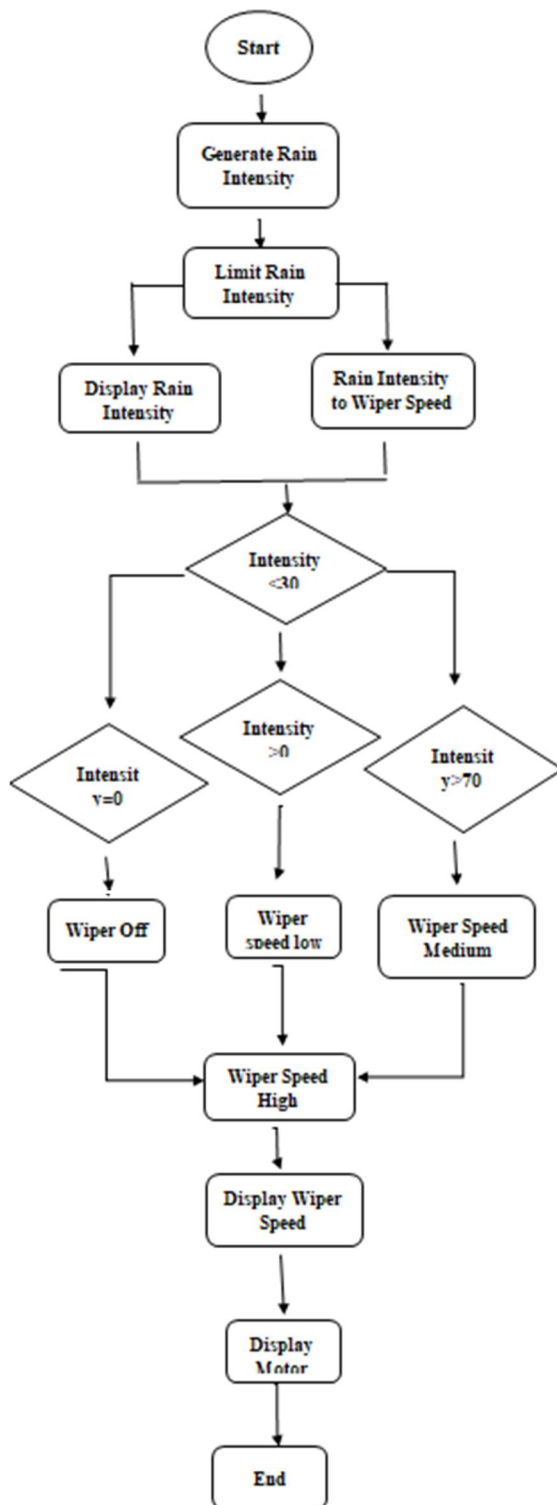 Start
Generate Rain
Intensity
Limit Rain
Intensity
Display Rain
Intensity
Rain Intensity
to Wiper Speed
Intensity
<30
Intensit
y=0
Intensity
>0
Intensit
y>70
Wiper Off
Wiper
speed low
Wiper Speed
Medium
Wiper Speed
High
Display Wiper
Speed
Display
Motor
End